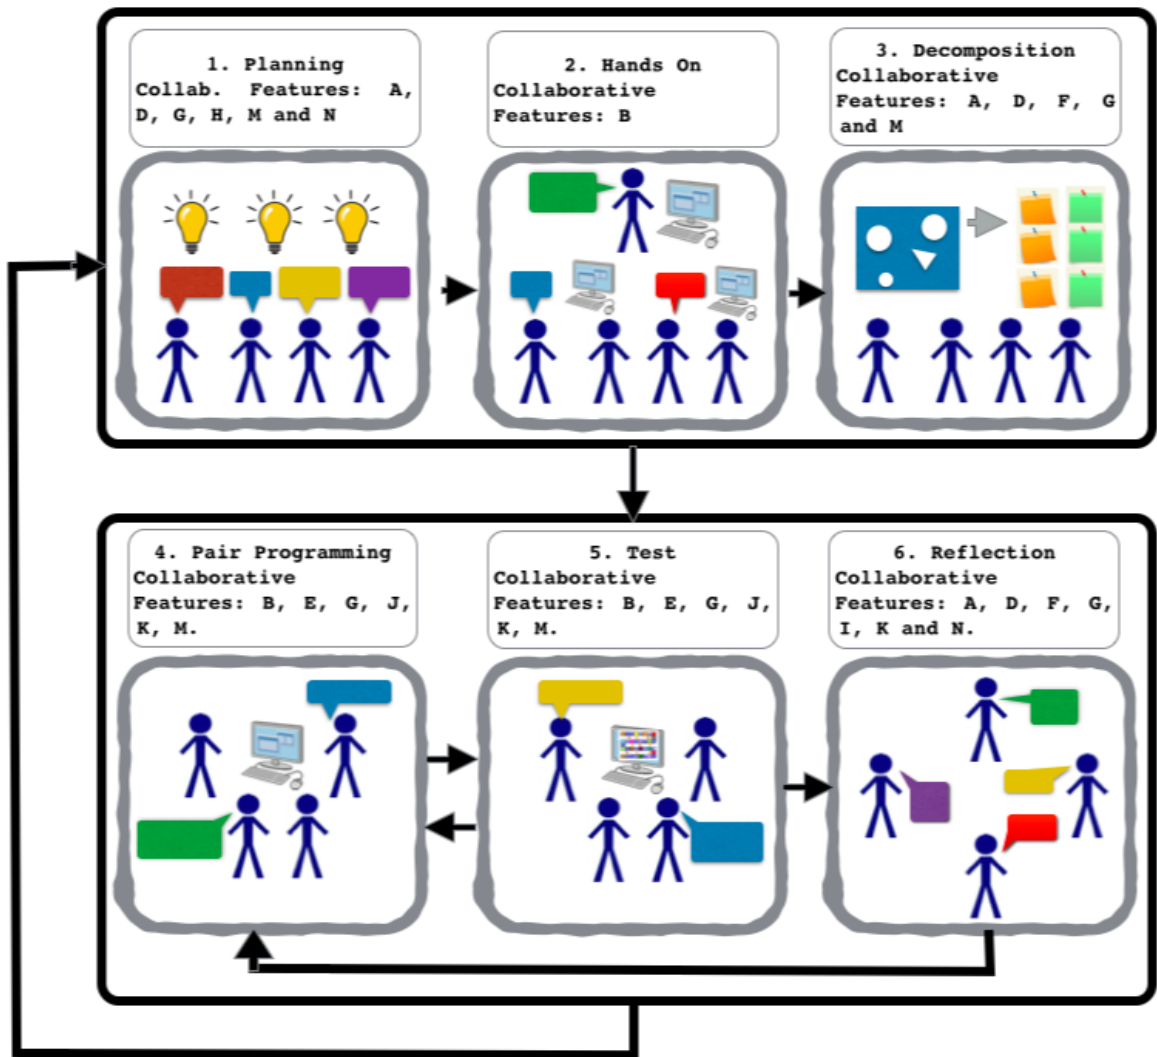 1. Planning
Collab. Features: A,
D, G, H, M and N
2. Hands On
Collaborative
Features: B
3. Decomposition
Collaborative
Features: A, D, F, G
and M
4. Pair Programming
Collaborative
Features: B, E, G, J,
K, M.
5. Test
Collaborative
Features: B, E, G, J,
K, M.
6. Reflection
Collaborative
Features: A, D, F, G,
I, K and N.